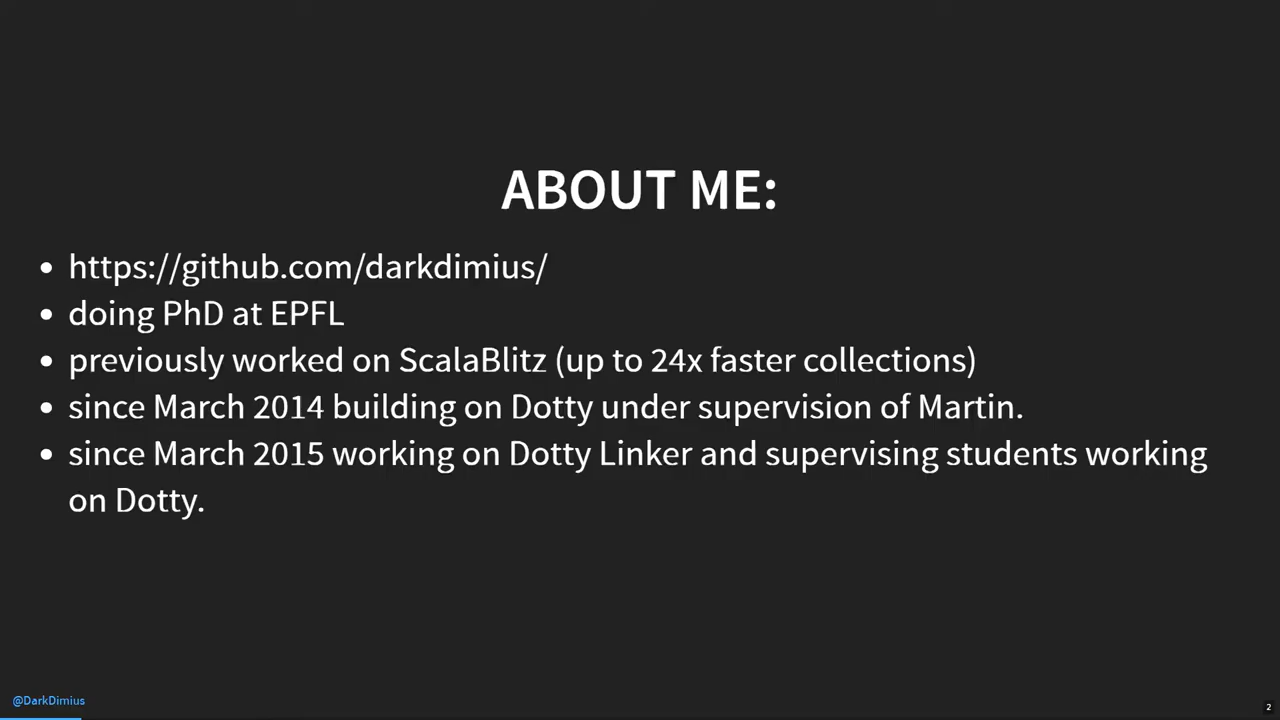 ABOUT ME:
• https://github.com/darkdimius/
• doing PhD at EPFL
• previously worked on ScalaBlitz (up to 24x faster collections)
• since March 2014 building on Dotty under supervision of Martin.
• since March 2015 working on Dotty Linker and supervising students working
on Dotty.
@DarkDimius
2